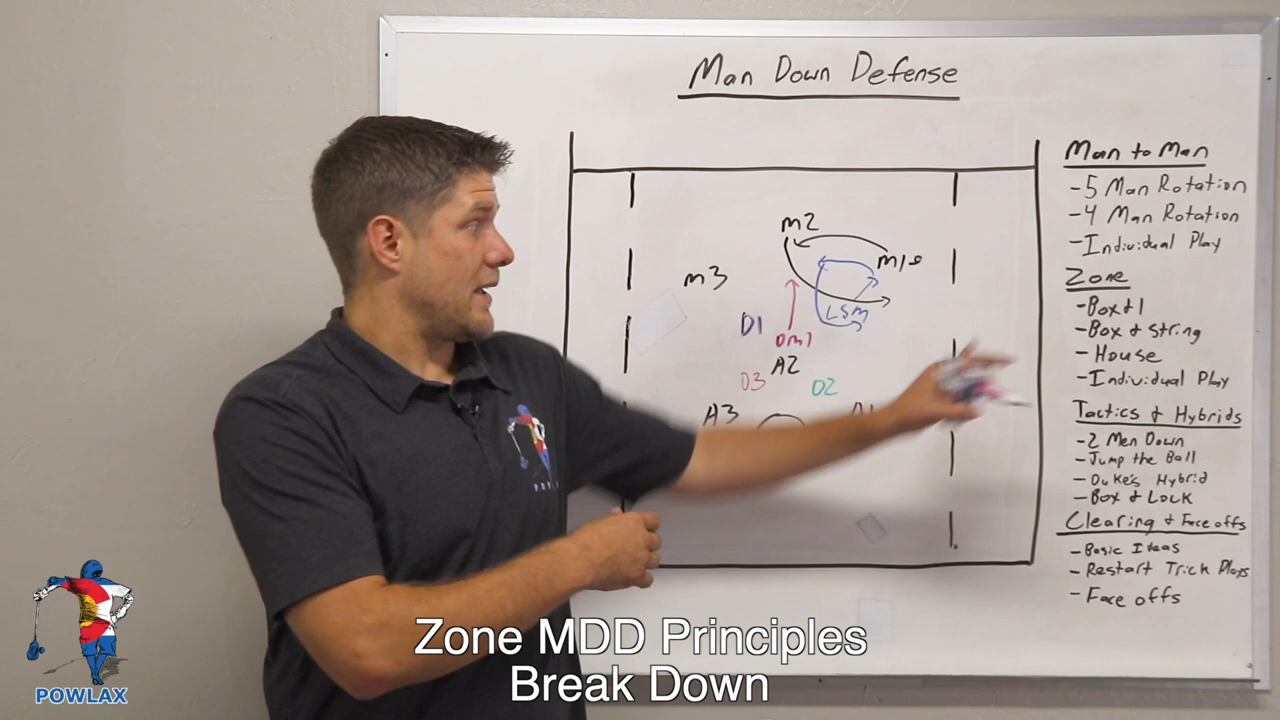 Man Down Defense
Man to Man
-5 Man Rotation
-4 Man Rotation
-Individual Play
Zone
-Box & 1
-Box & String
-House
-Individual Play
Tactics & Hybrids
-2 Men Down
-Jump the Ball
-Duke's Hybrid
-Box & Lock
Clearing & Face offs
-Basic Ideas
-Restart Trick Plays
-Face offs
M2
M3
LSM
D1
DM1
A2
D3
D2
A3
Zone MDD Principles
Break Down
POWLAX